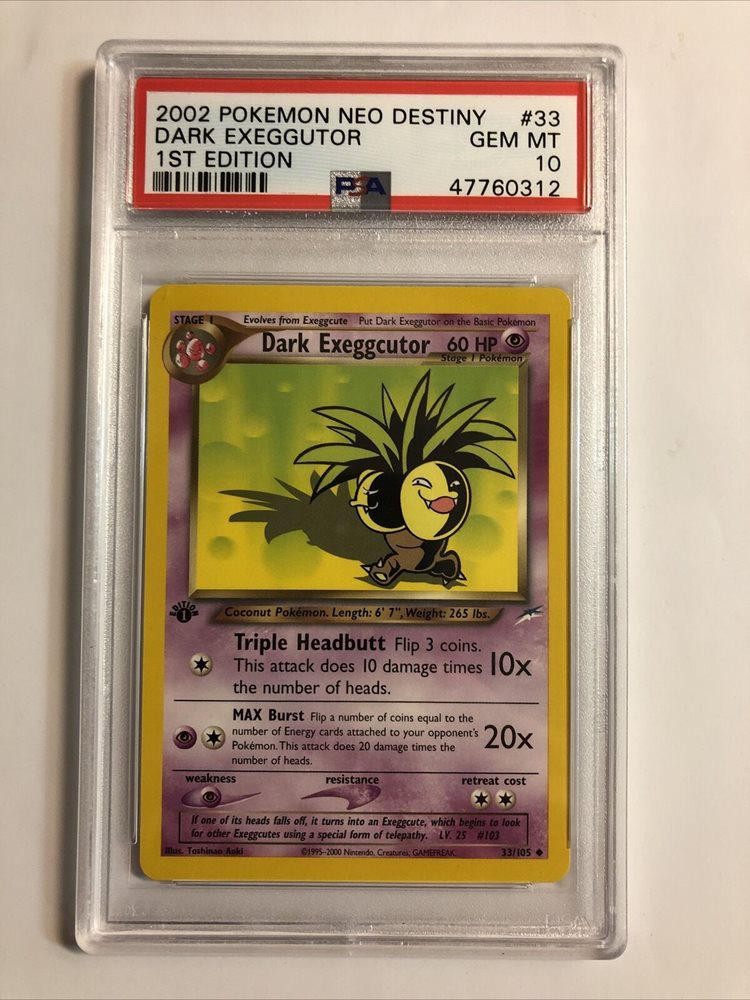 2002 POKEMON NEO DESTINY #33
DARK EXEGGUTOR GEM MT
1ST EDITION 10
PSA 47760312
STAGE 1 Evolves from Exeggcute Put Dark Exeggutor on the Basic Pokémon
Dark Exeggcutor 60 HP
Stage 1 Pokémon
EDITION
1
Coconut Pokémon. Length: 6' 7", Weight: 265 lbs.
Triple Headbutt Flip 3 coins.
This attack does 10 damage times 10x
the number of heads.
MAX Burst Flip a number of coins equal to the
number of Energy cards attached to your opponent's
Pokémon. This attack does 20 damage times the 20x
number of heads.
weakness resistance retreat cost
If one of its heads falls off, it turns into an Exeggcute, which begins to look
for other Exeggcutes using a special form of telepathy. LV. 25 #103
Illus. Toshinao Aoki ©1995-2000 Nintendo, Creatures, GAMEFREAK. 33/105